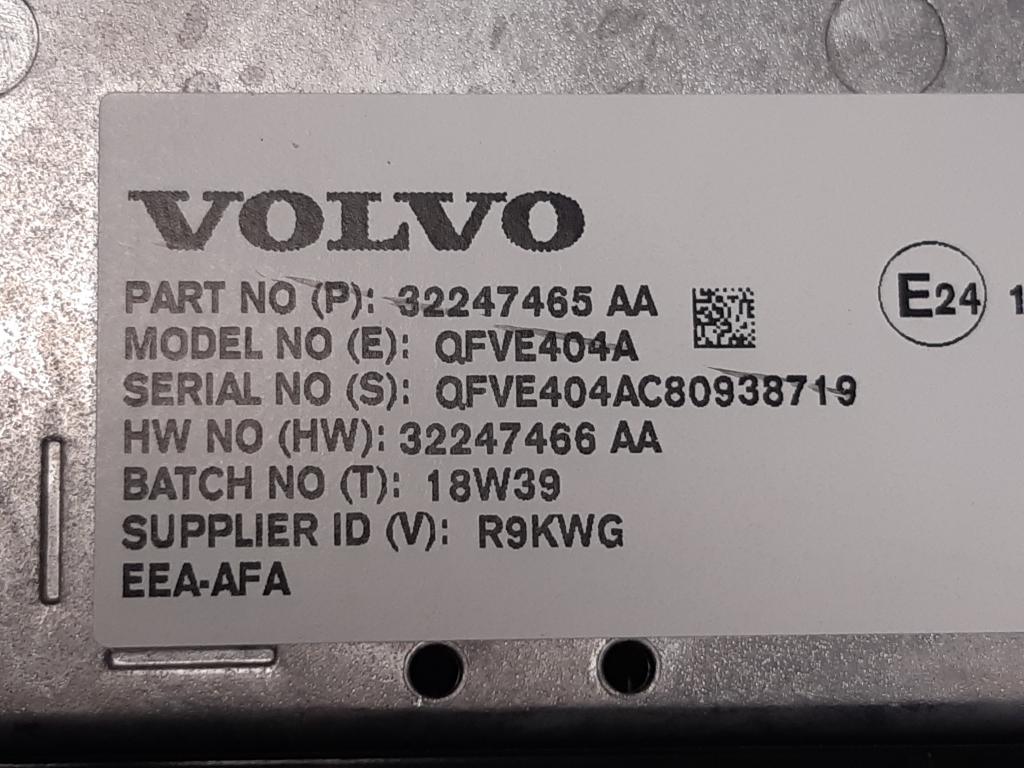 VOLVO
PART NO (P): 32247465 AA
E24 1
MODEL NO (E): QFVE404A
SERIAL NO (S): QFVE404AC80938719
HW NO (HW): 32247466 AA
BATCH NO (T): 18W39
SUPPLIER ID (V): R9KWG
EEA-AFA